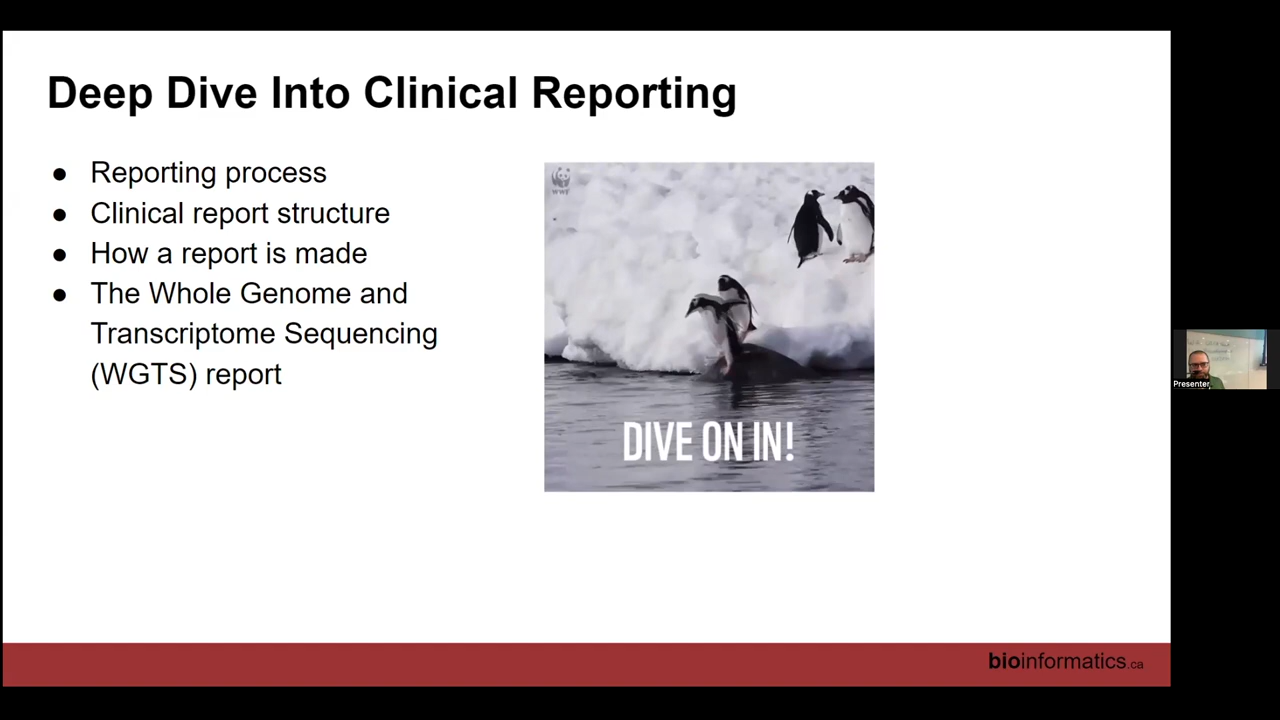 Deep Dive Into Clinical Reporting
● Reporting process
● Clinical report structure
● How a report is made
● The Whole Genome and
Transcriptome Sequencing
(WGTS) report
WWF
DIVE ON IN!
Presenter
bioinformatics.ca